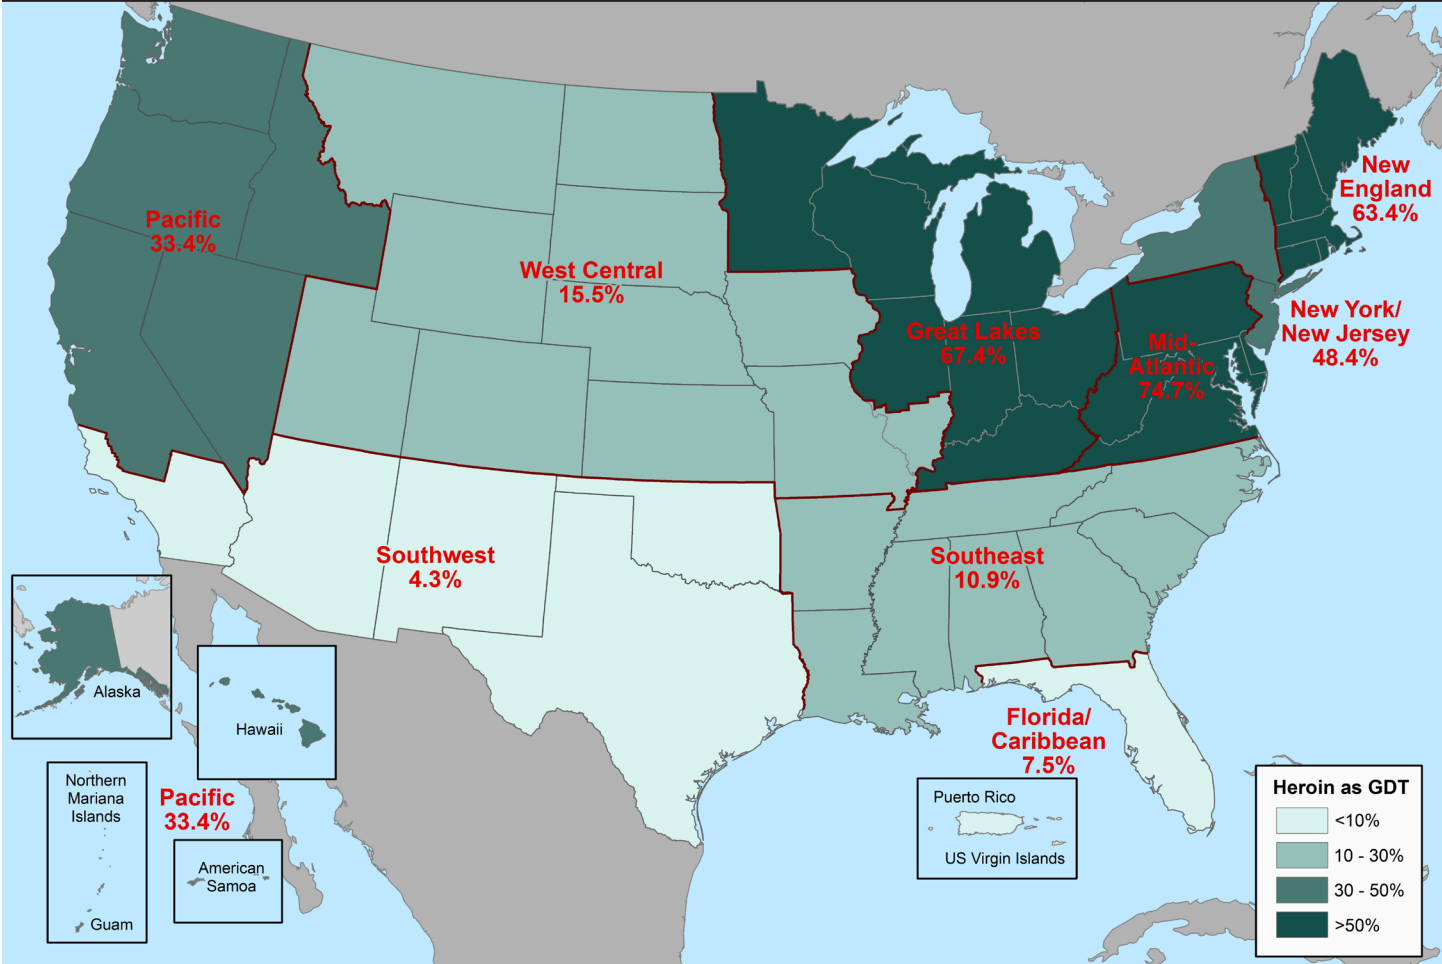 New
England
63.4%
Pacific
33.4%
West Central
15.5%
New York/
New Jersey
48.4%
Great Lakes
67.4%
Mid-
Atlantic
74.7%
Southwest
4.3%
Southeast
10.9%
Alaska
Hawaii
Florida/
Caribbean
7.5%
Northern
Mariana
Islands
Guam
Pacific
33.4%
American
Samoa
Puerto Rico
US Virgin Islands
Heroin as GDT
<10%
10 - 30%
30 - 50%
>50%